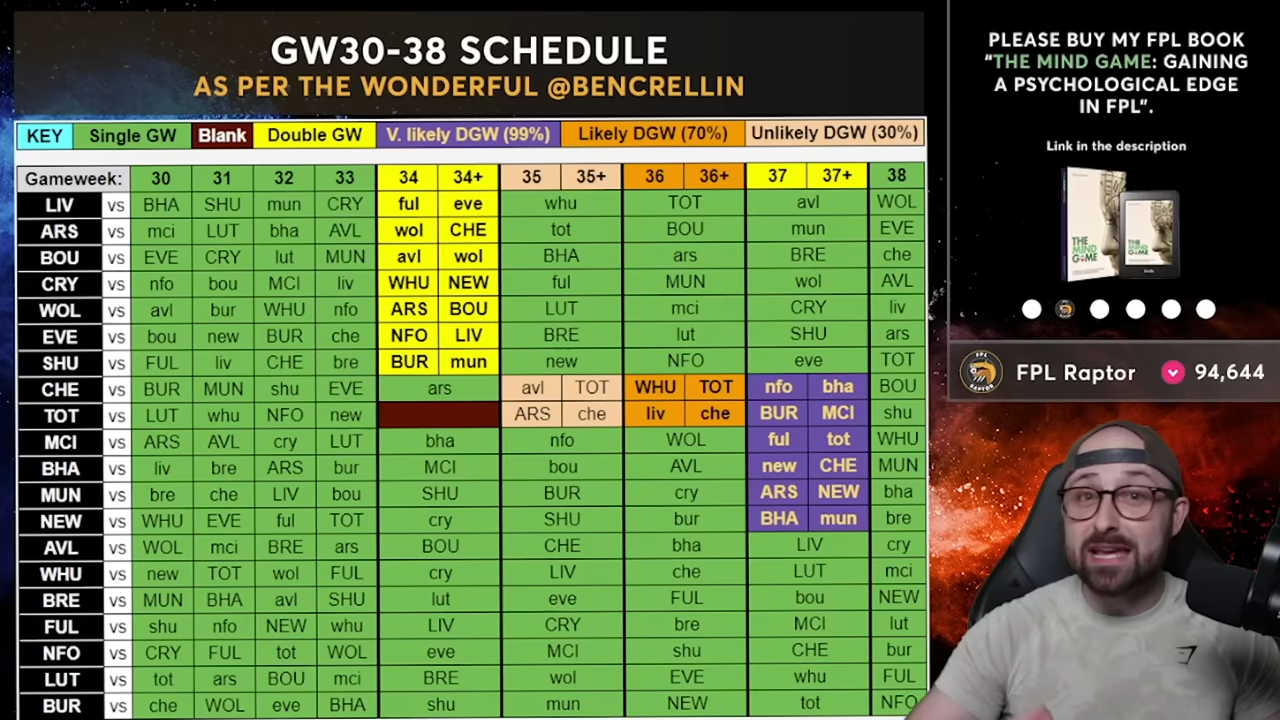 GW30-38 SCHEDULE
AS PER THE WONDERFUL @BENCRELLIN
KEY Single GW Blank Double GW V. likely DGW (99%) Likely DGW (70%) Unlikely DGW (30%)
Gameweek: 30 31 32 33 34 34+ 35 35+ 36 36+ 37 37+ 38
LIV vs BHA SHU mun CRY ful eve whu TOT avl WOL
ARS vs mci LUT bha AVL wol CHE tot BOU mun EVE
BOU vs EVE CRY lut MUN avl wol BHA ars BRE che
CRY vs nfo bou MCI liv WHU NEW ful MUN wol AVL
WOL vs avl bur WHU nfo ARS BOU LUT mci CRY liv
EVE vs bou new BUR che NFO LIV BRE lut SHU ars
SHU vs FUL liv CHE bre BUR mun new NFO eve TOT
CHE vs BUR MUN shu EVE ars avl TOT WHU TOT nfo bha BOU
TOT vs LUT whu NFO new ARS che liv che BUR MCI shu
MCI vs ARS AVL cry LUT bha nfo WOL ful tot WHU
BHA vs liv bre ARS bur MCI bou AVL new CHE MUN
MUN vs bre che LIV bou SHU BUR cry ARS NEW bha
NEW vs WHU EVE ful TOT cry SHU bur BHA mun bre
AVL vs WOL mci BRE ars BOU CHE bha LIV cry
WHU vs new TOT wol FUL cry LIV che LUT mci
BRE vs MUN BHA avl SHU lut eve FUL bou NEW
FUL vs shu nfo NEW whu LIV CRY bre MCI lut
NFO vs CRY FUL tot WOL eve MCI shu CHE bur
LUT vs tot ars BOU mci BRE wol EVE whu FUL
BUR vs che WOL eve BHA shu mun NEW tot NFO
PLEASE BUY MY FPL BOOK
"THE MIND GAME: GAINING
A PSYCHOLOGICAL EDGE
IN FPL".
Link in the description
THE
MIND
GAME
THE
MIND
GAME
kindle
FPL
RAPTOR
FPL Raptor 94,644